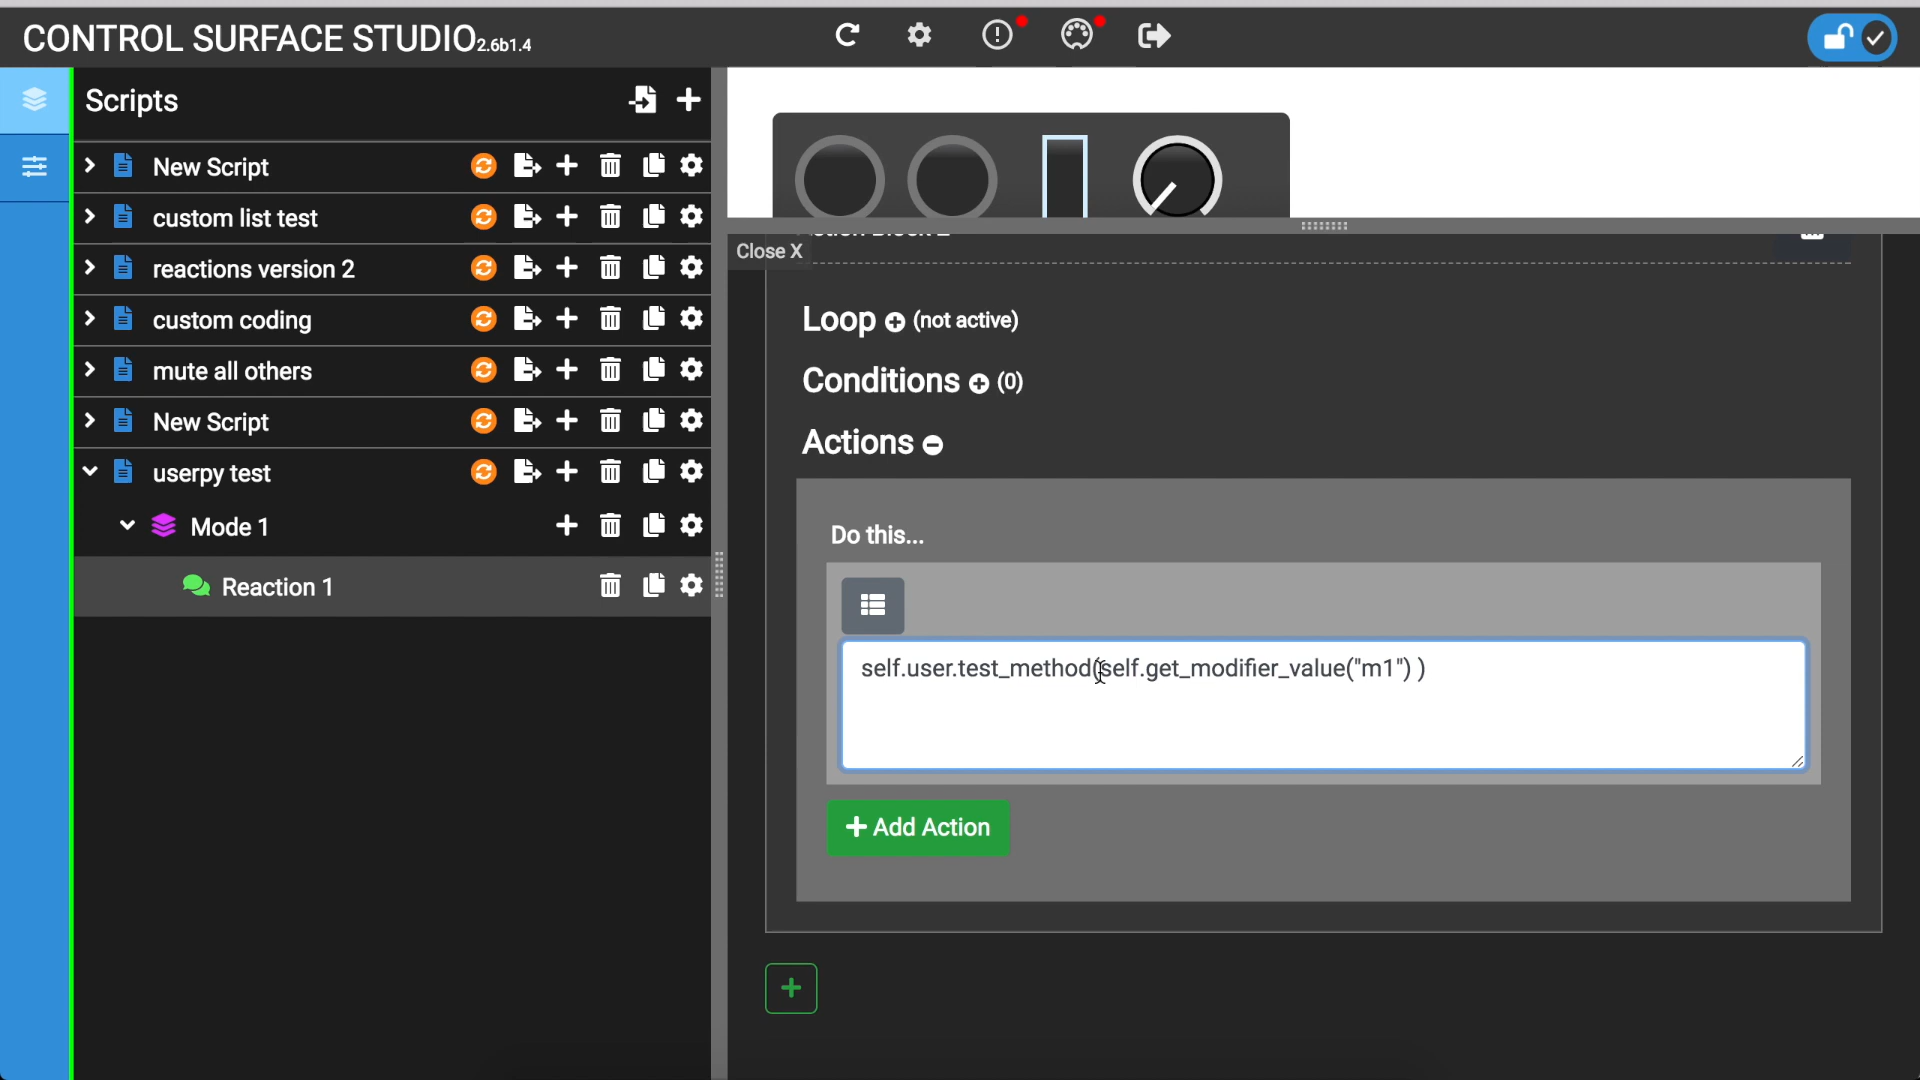 CONTROL SURFACE STUDIO2.6b1.4
Scripts
New Script
custom list test
reactions version 2
custom coding
mute all others
New Script
userpy test
Mode 1
Reaction 1
Close X
Loop (not active)
Conditions (0)
Actions
Do this...
self.user.test_method(self.get_modifier_value("m1") )
+ Add Action